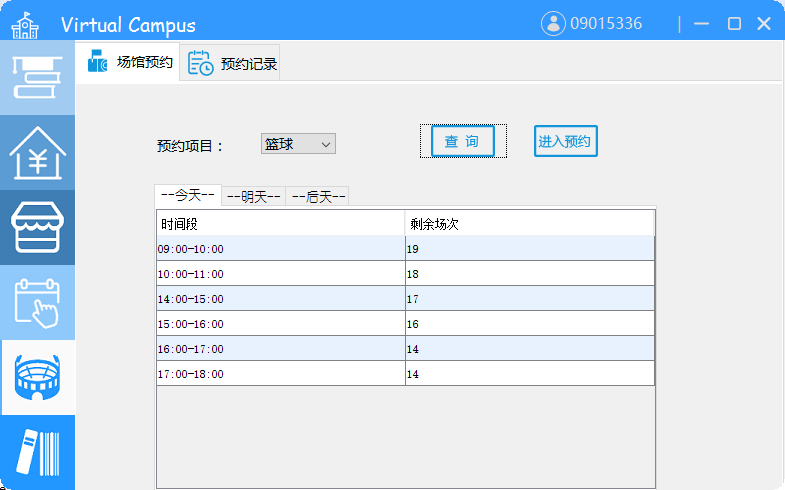 Virtual Campus
09015336
场馆预约
预约记录
预约项目：
篮球
查 询
进入预约
--今天--
--明天--
--后天--
时间段 剩余场次
09:00-10:00 19
10:00-11:00 18
14:00-15:00 17
15:00-16:00 16
16:00-17:00 14
17:00-18:00 14